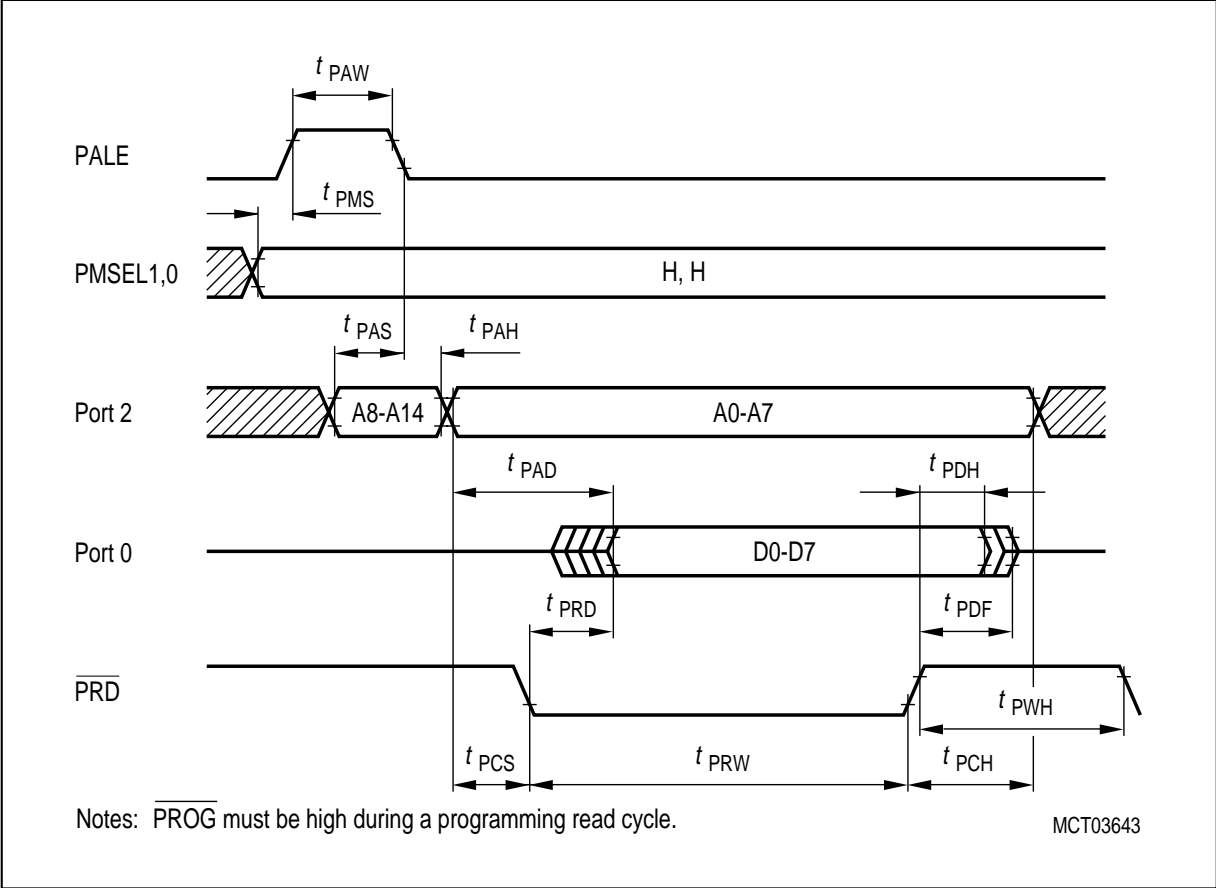 t PAW
PALE
t PMS
PMSEL1,0
H, H
t PAS
t PAH
Port 2
A8-A14
A0-A7
t PAD
t PDH
Port 0
D0-D7
t PRD
t PDF
PRD
t PWH
t PCS
t PRW
t PCH
Notes: PROG must be high during a programming read cycle.
MCT03643